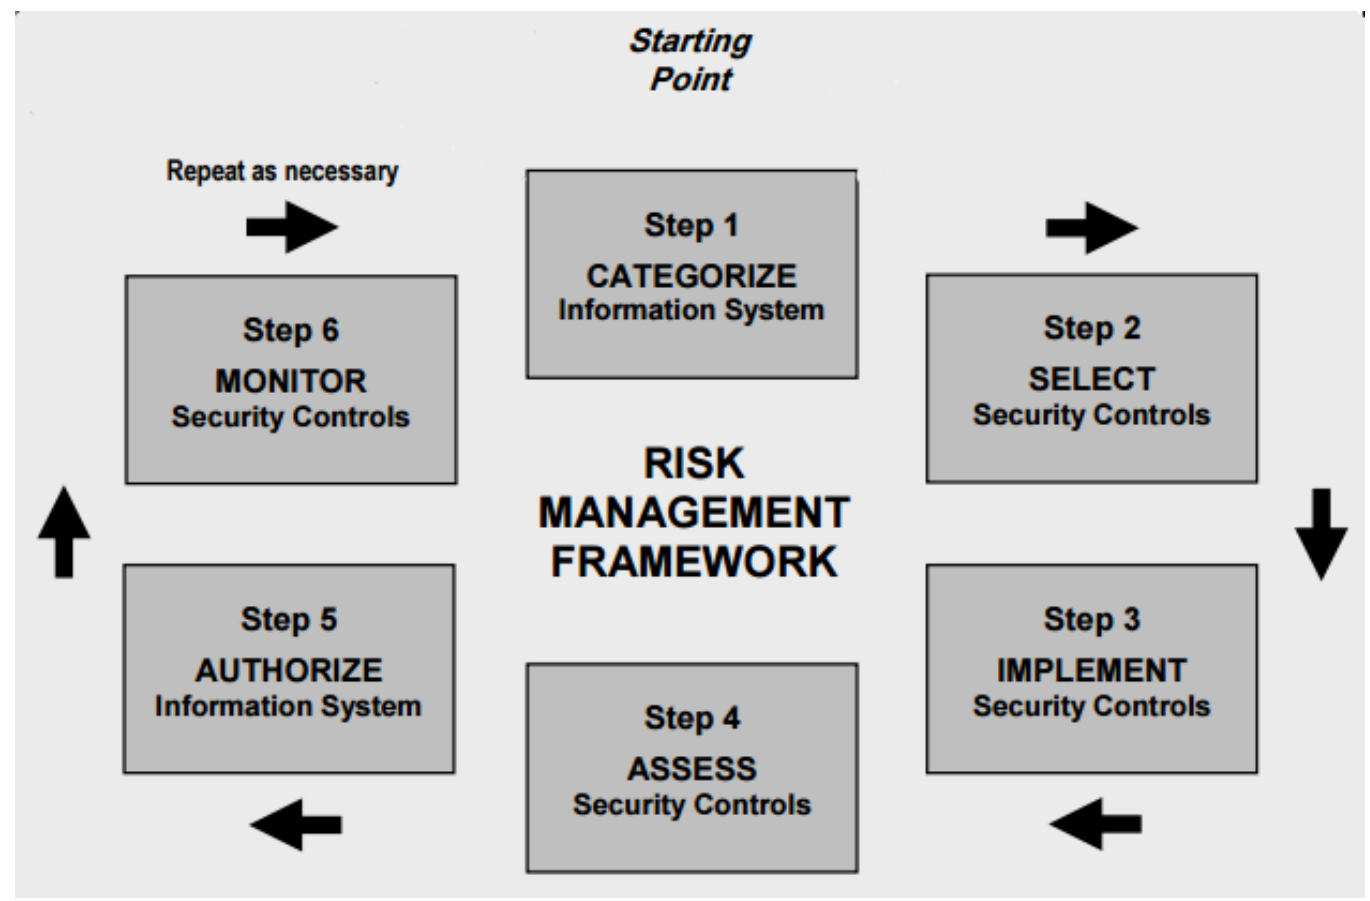 Starting
Point
Repeat as necessary
Step 1
CATEGORIZE
Information System
Step 2
SELECT
Security Controls
Step 3
IMPLEMENT
Security Controls
Step 4
ASSESS
Security Controls
Step 5
AUTHORIZE
Information System
Step 6
MONITOR
Security Controls
RISK
MANAGEMENT
FRAMEWORK